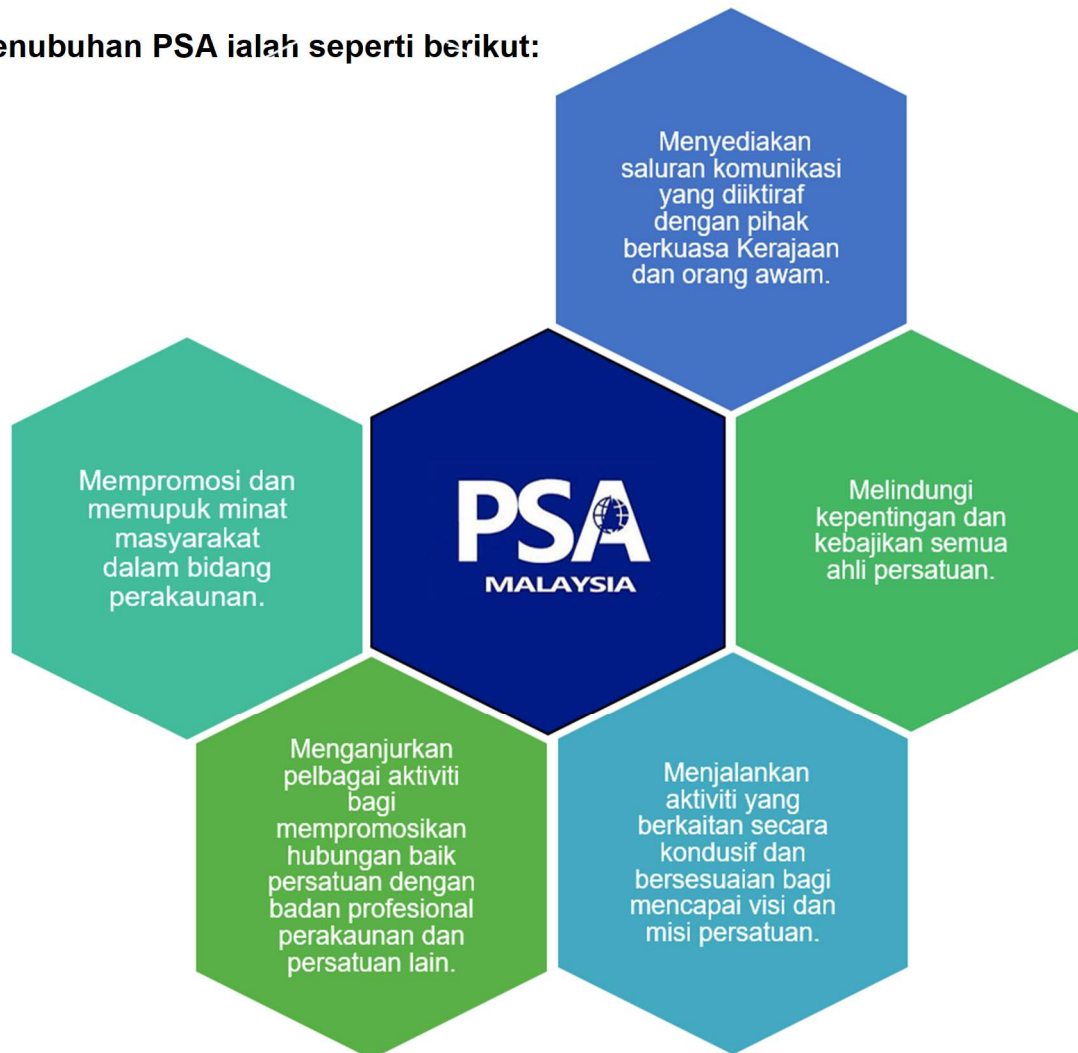 enubuhan PSA ialah seperti berikut:
Menyediakan
saluran komunikasi
yang diiktiraf
dengan pihak
berkuasa Kerajaan
dan orang awam.
Mempromosi dan
memupuk minat
masyarakat
dalam bidang
perakaunan.
PSA
MALAYSIA
Melindungi
kepentingan dan
kebajikan semua
ahli persatuan.
Menganjurkan
pelbagai aktiviti
bagi
mempromosikan
hubungan baik
persatuan dengan
badan profesional
perakaunan dan
persatuan lain.
Menjalankan
aktiviti yang
berkaitan secara
kondusif dan
bersesuaian bagi
mencapai visi dan
misi persatuan.